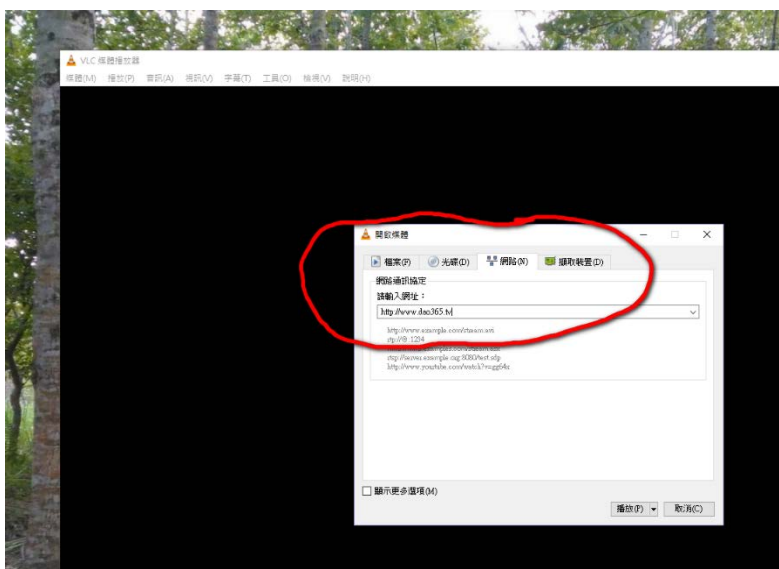 VLC 媒體播放器
媒體(M) 播放(P) 音訊(A) 視訊(V) 字幕(T) 工具(O) 檢視(V) 說明(H)
開啟媒體
檔案(F) 光碟(D) 網路(N) 擷取裝置(D)
網路通訊協定
請輸入網址：
http://www.dao365.tv
http://www.example.com/stream.avi
rtp://@:1234
rtsp://server.example.org:8080/test.sdp
http://www.youtube.com/watch?v=gg64x
顯示更多選項(M)
播放(P) 取消(C)